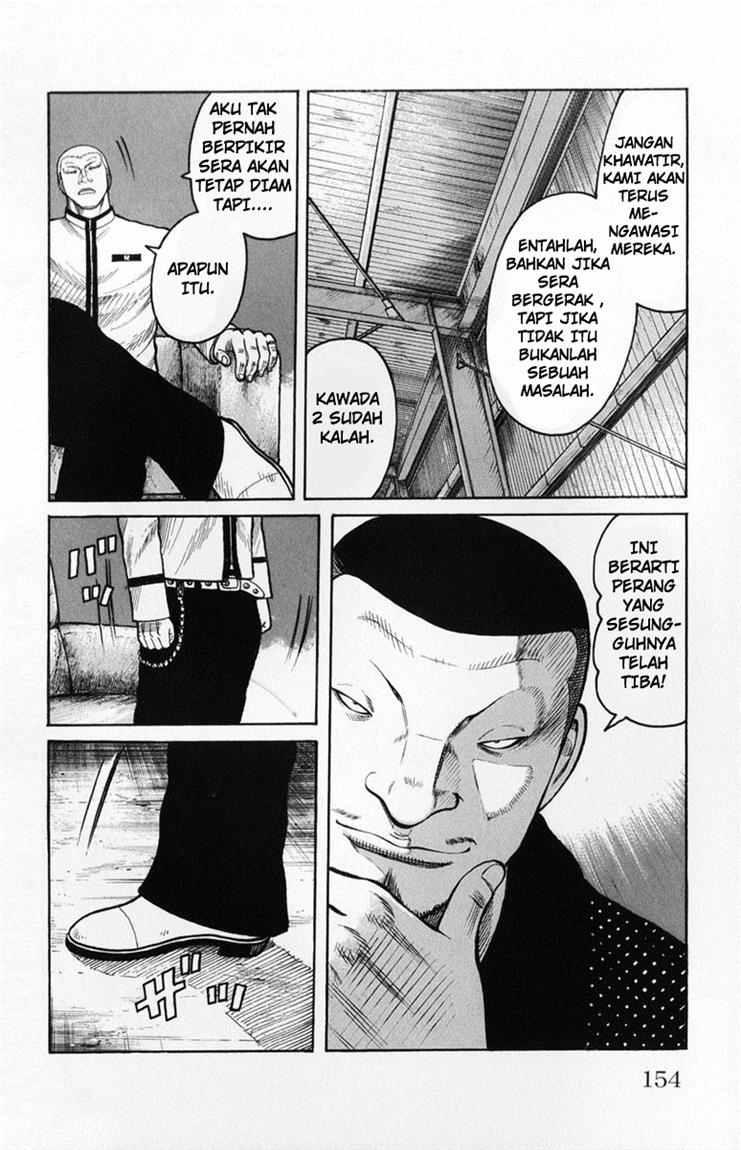 JANGAN
KHAWATIR,
KAMI AKAN
TERUS
ME-
NGAWASI
MEREKA.
ENTAHLAH,
BAHKAN JIKA
SERA
BERGERAK ,
TAPI JIKA
TIDAK ITU
BUKANLAH
SEBUAH
MASALAH.
KAWADA
2 SUDAH
KALAH.
AKU TAK
PERNAH
BERPIKIR
SERA AKAN
TETAP DIAM
TAPI....
APAPUN
ITU.
INI
BERARTI
PERANG
YANG
SESUNG-
GUHNYA
TELAH
TIBA!
ザッ
154